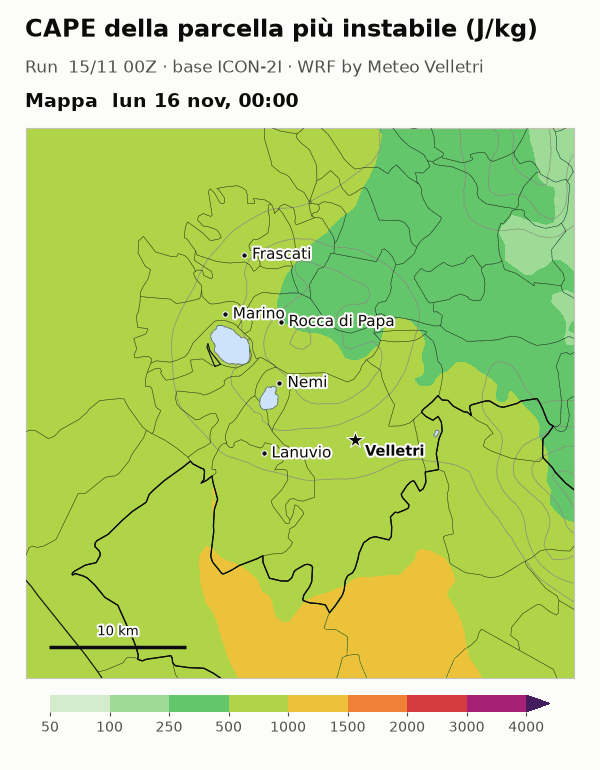 CAPE della parcella più instabile (J/kg)
Run  15/11 00Z · base ICON-2I · WRF by Meteo Velletri
Mappa  lun 16 nov, 00:00
Frascati
Marino
Rocca di Papa
Nemi
Velletri
Lanuvio
10 km
50 100 250 500 1000 1500 2000 3000 4000